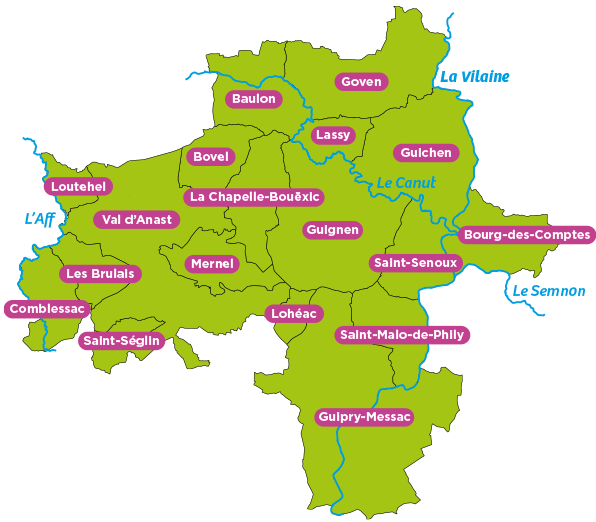 La Vilaine
Goven
Baulon
Lassy
Guichen
Bovel
Le Canut
Loutehel
La Chapelle-Bouëxic
L'Aff
Val d'Anast
Guignen
Bourg-des-Comptes
Mernel
Saint-Senoux
Les Brulais
Le Semnon
Comblessac
Lohéac
Saint-Malo-de-Phily
Saint-Séglin
Guipry-Messac